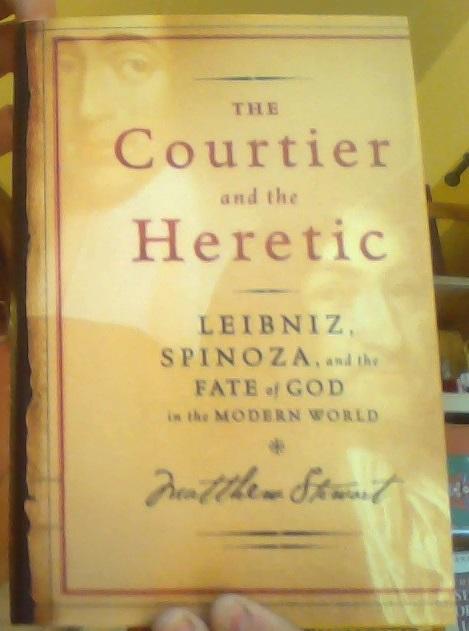 THE
Courtier
and the
Heretic
LEIBNIZ,
SPINOZA, and the
FATE of GOD
in the MODERN WORLD
Matthew Stewart